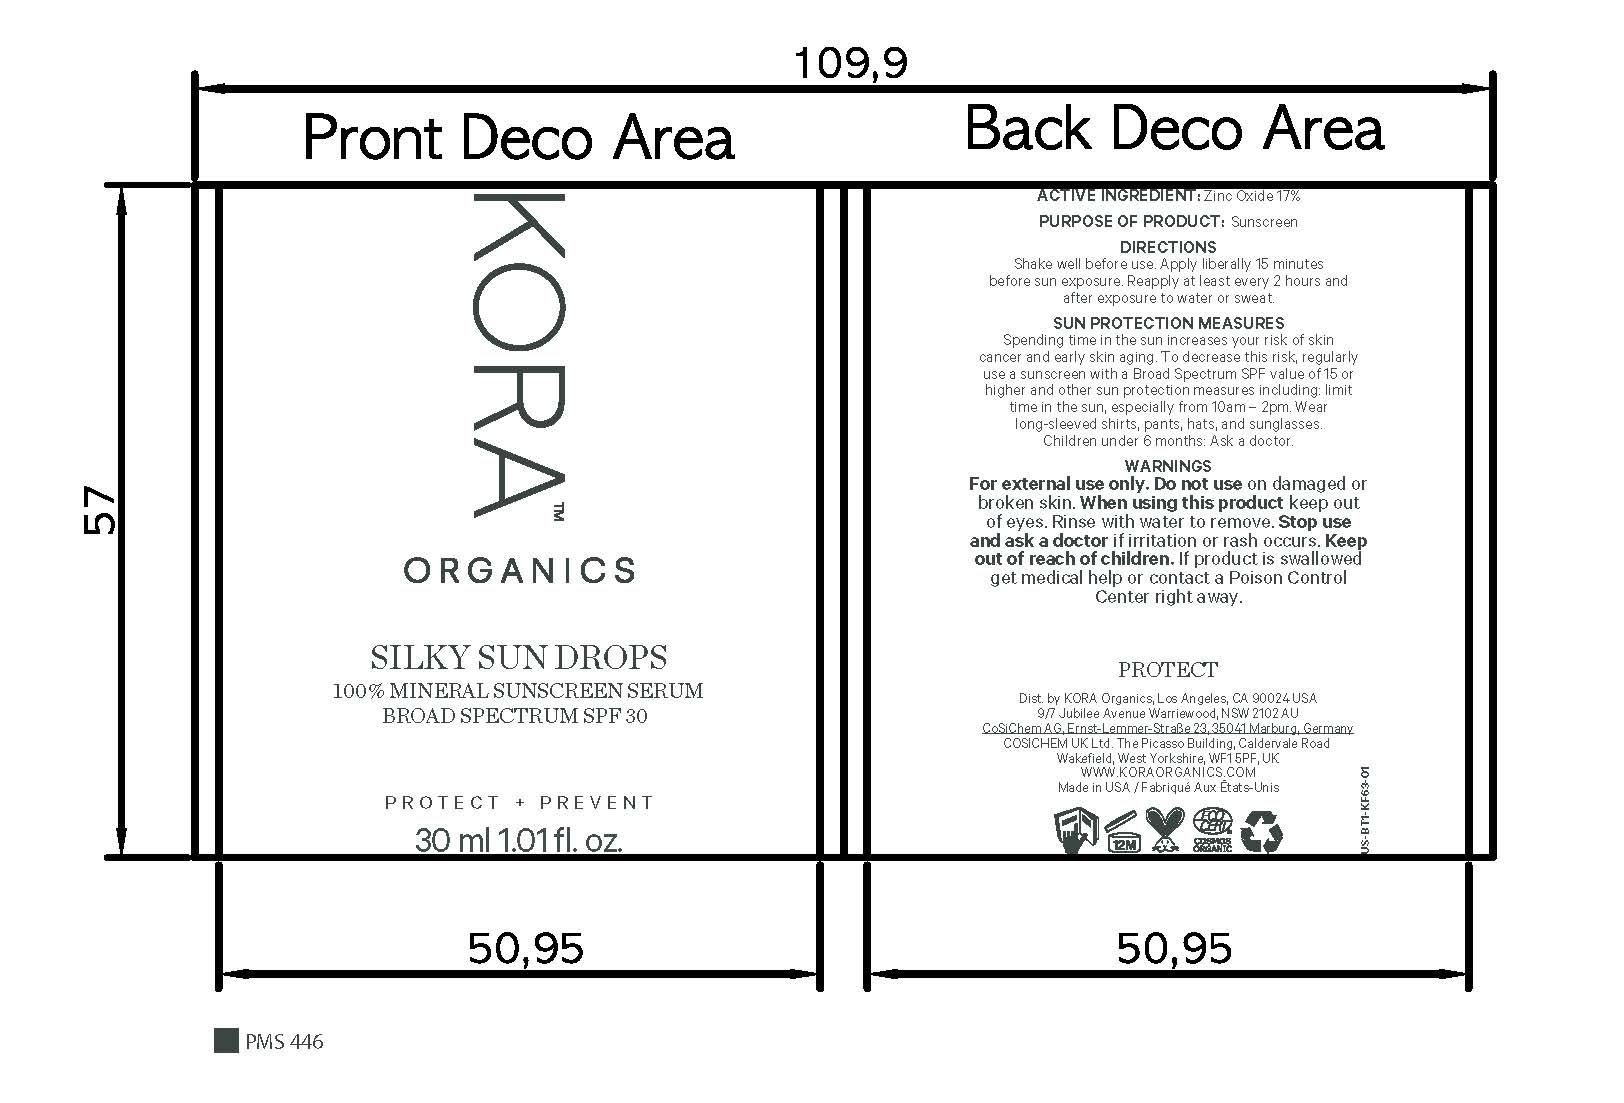 109,9
Pront Deco Area
Back Deco Area
57
KORA™
ORGANICS
SILKY SUN DROPS
100% MINERAL SUNSCREEN SERUM
BROAD SPECTRUM SPF 30
PROTECT + PREVENT
30 ml 1.01 fl. oz.
ACTIVE INGREDIENT: Zinc Oxide 17%
PURPOSE OF PRODUCT: Sunscreen
DIRECTIONS
Shake well before use. Apply liberally 15 minutes
before sun exposure. Reapply at least every 2 hours and
after exposure to water or sweat.
SUN PROTECTION MEASURES
Spending time in the sun increases your risk of skin
cancer and early skin aging. To decrease this risk, regularly
use a sunscreen with a Broad Spectrum SPF value of 15 or
higher and other sun protection measures including: limit
time in the sun, especially from 10am – 2pm. Wear
long-sleeved shirts, pants, hats, and sunglasses.
Children under 6 months: Ask a doctor.
WARNINGS
For external use only. Do not use on damaged or
broken skin. When using this product keep out
of eyes. Rinse with water to remove. Stop use
and ask a doctor if irritation or rash occurs. Keep
out of reach of children. If product is swallowed
get medical help or contact a Poison Control
Center right away.
PROTECT
Dist. by KORA Organics, Los Angeles, CA 90024 USA
9/7 Jubilee Avenue Warriewood, NSW 2102 AU
CoSiChem AG, Ernst-Lemmer-Straße 23, 35041 Marburg, Germany
COSICHEM UK Ltd. The Picasso Building, Caldervale Road
Wakefield, West Yorkshire, WF1 5PF, UK
WWW.KORAORGANICS.COM
Made in USA / Fabriqué Aux États-Unis
12M
ECO CERT
COSMOS
ORGANIC
US-BT1-KF63-01
50,95
50,95
PMS 446